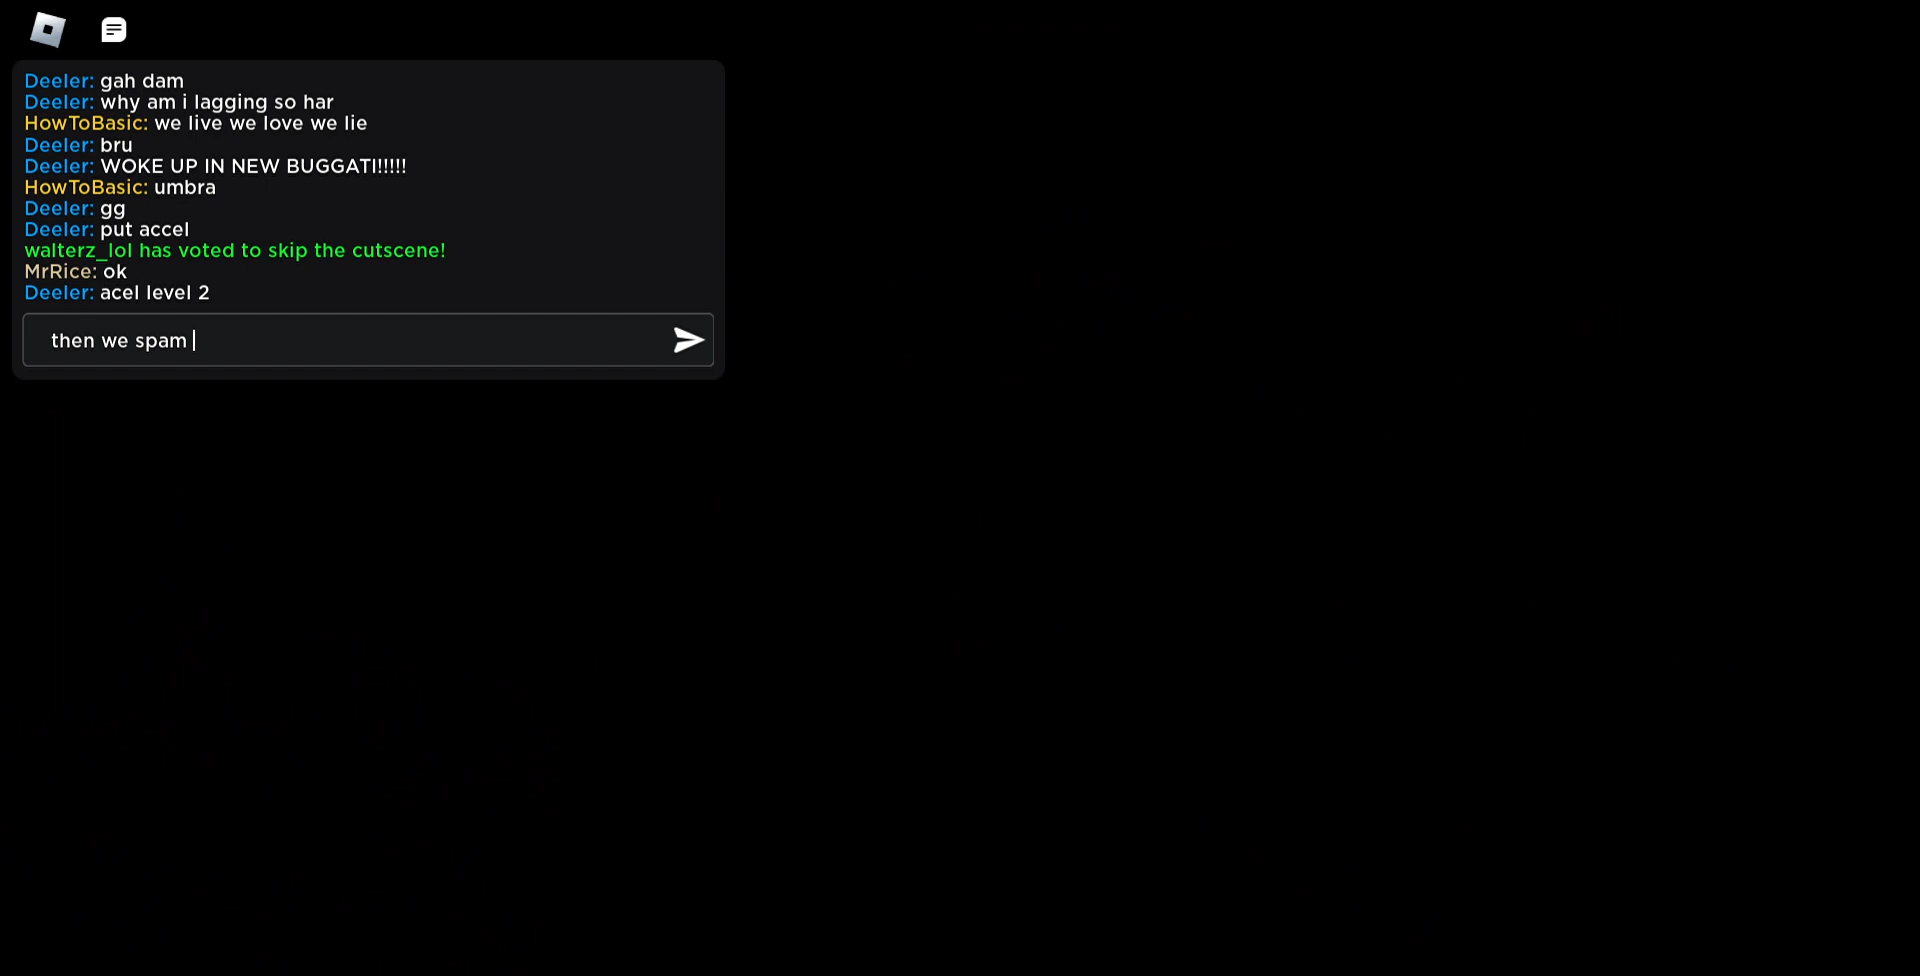 Deeler: gah dam
Deeler: why am i lagging so har
HowToBasic: we live we love we lie
Deeler: bru
Deeler: WOKE UP IN NEW BUGGATI!!!!!
HowToBasic: umbra
Deeler: gg
Deeler: put accel
walterz_lol has voted to skip the cutscene!
MrRice: ok
Deeler: acel level 2
then we spam